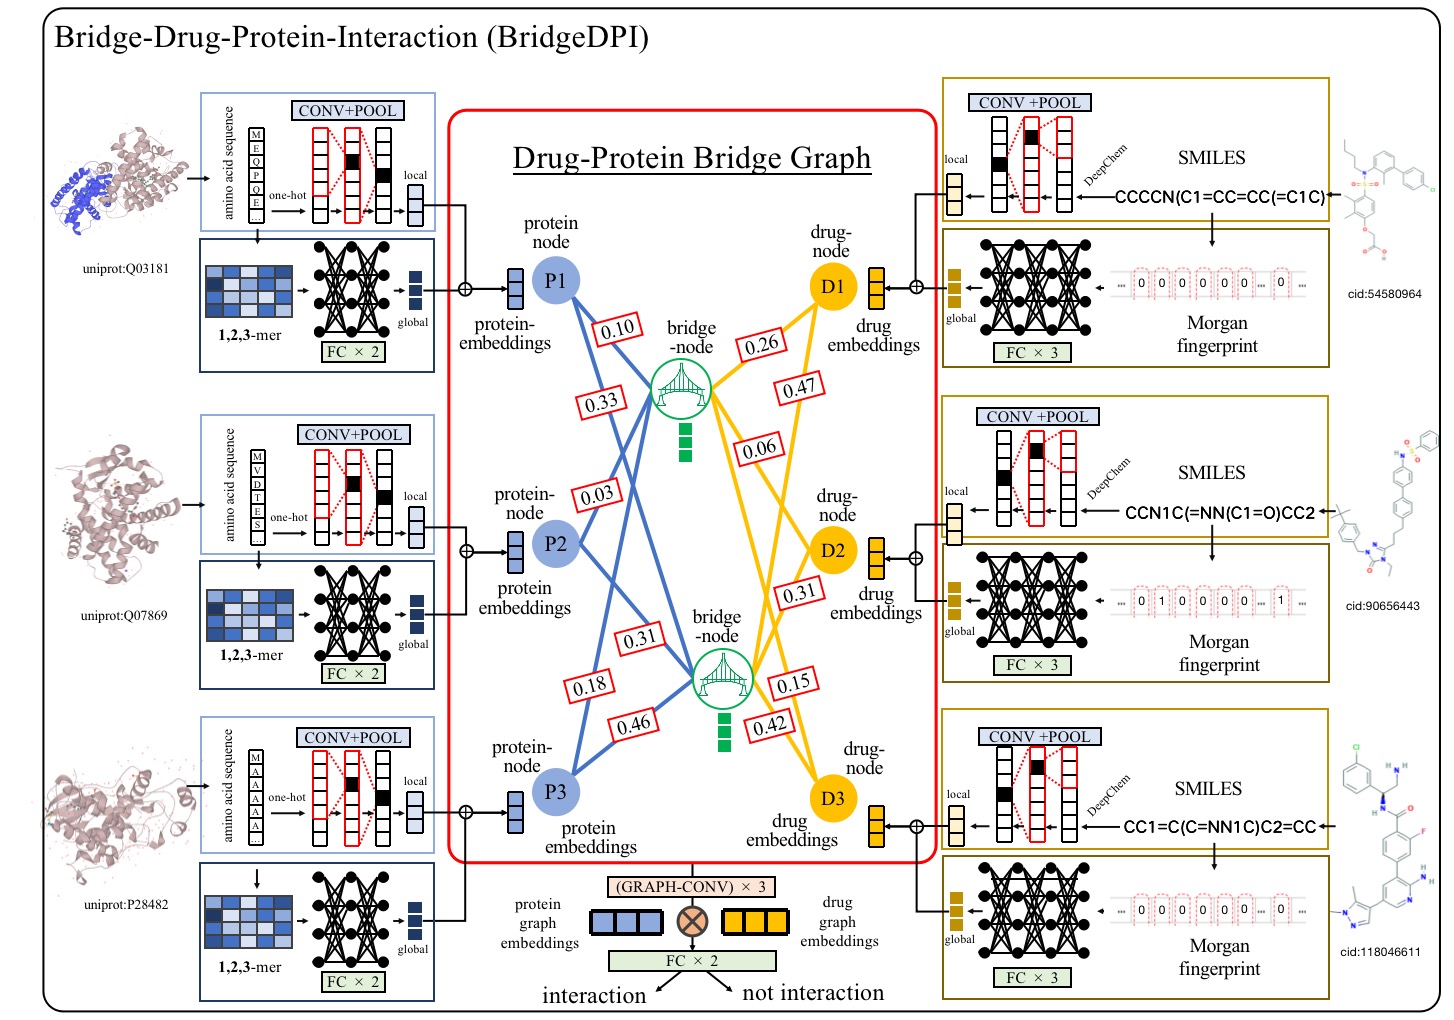 Bridge-Drug-Protein-Interaction (BridgeDPI)
uniprot:Q03181
amino acid sequence
M
E
Q
P
Q
E
...
one-hot
CONV+POOL
local
1,2,3-mer
FC × 2
global
uniprot:Q07869
amino acid sequence
M
V
D
T
E
S
...
one-hot
CONV+POOL
local
1,2,3-mer
FC × 2
global
uniprot:P28482
amino acid sequence
M
A
A
A
A
A
...
one-hot
CONV+POOL
local
1,2,3-mer
FC × 2
global
Drug-Protein Bridge Graph
protein
node
P1
protein-
embeddings
protein-
node
P2
protein
embeddings
protein-
node
P3
protein
embeddings
bridge
-node
bridge
-node
0.10
0.33
0.03
0.31
0.18
0.46
0.26
0.47
0.06
0.31
0.15
0.42
drug-
node
D1
drug
embeddings
drug-
node
D2
drug
embeddings
drug-
node
D3
drug
embeddings
(GRAPH-CONV) × 3
protein
graph
embeddings
drug
graph
embeddings
FC × 2
interaction
not interaction
CONV +POOL
local
DeepChem
SMILES
CCCCN(C1=CC=CC(=C1C)
global
FC × 3
... 0 0 0 0 0 0 ... 0 ...
Morgan
fingerprint
cid:54580964
CONV +POOL
local
DeepChem
SMILES
CCN1C(=NN(C1=O)CC2
global
FC × 3
... 0 1 0 0 0 0 ... 1 ...
Morgan
fingerprint
cid:90656443
CONV +POOL
local
DeepChem
SMILES
CC1=C(C=NN1C)C2=CC
global
FC × 3
... 0 0 0 0 0 0 ... 0 ...
Morgan
fingerprint
cid:118046611